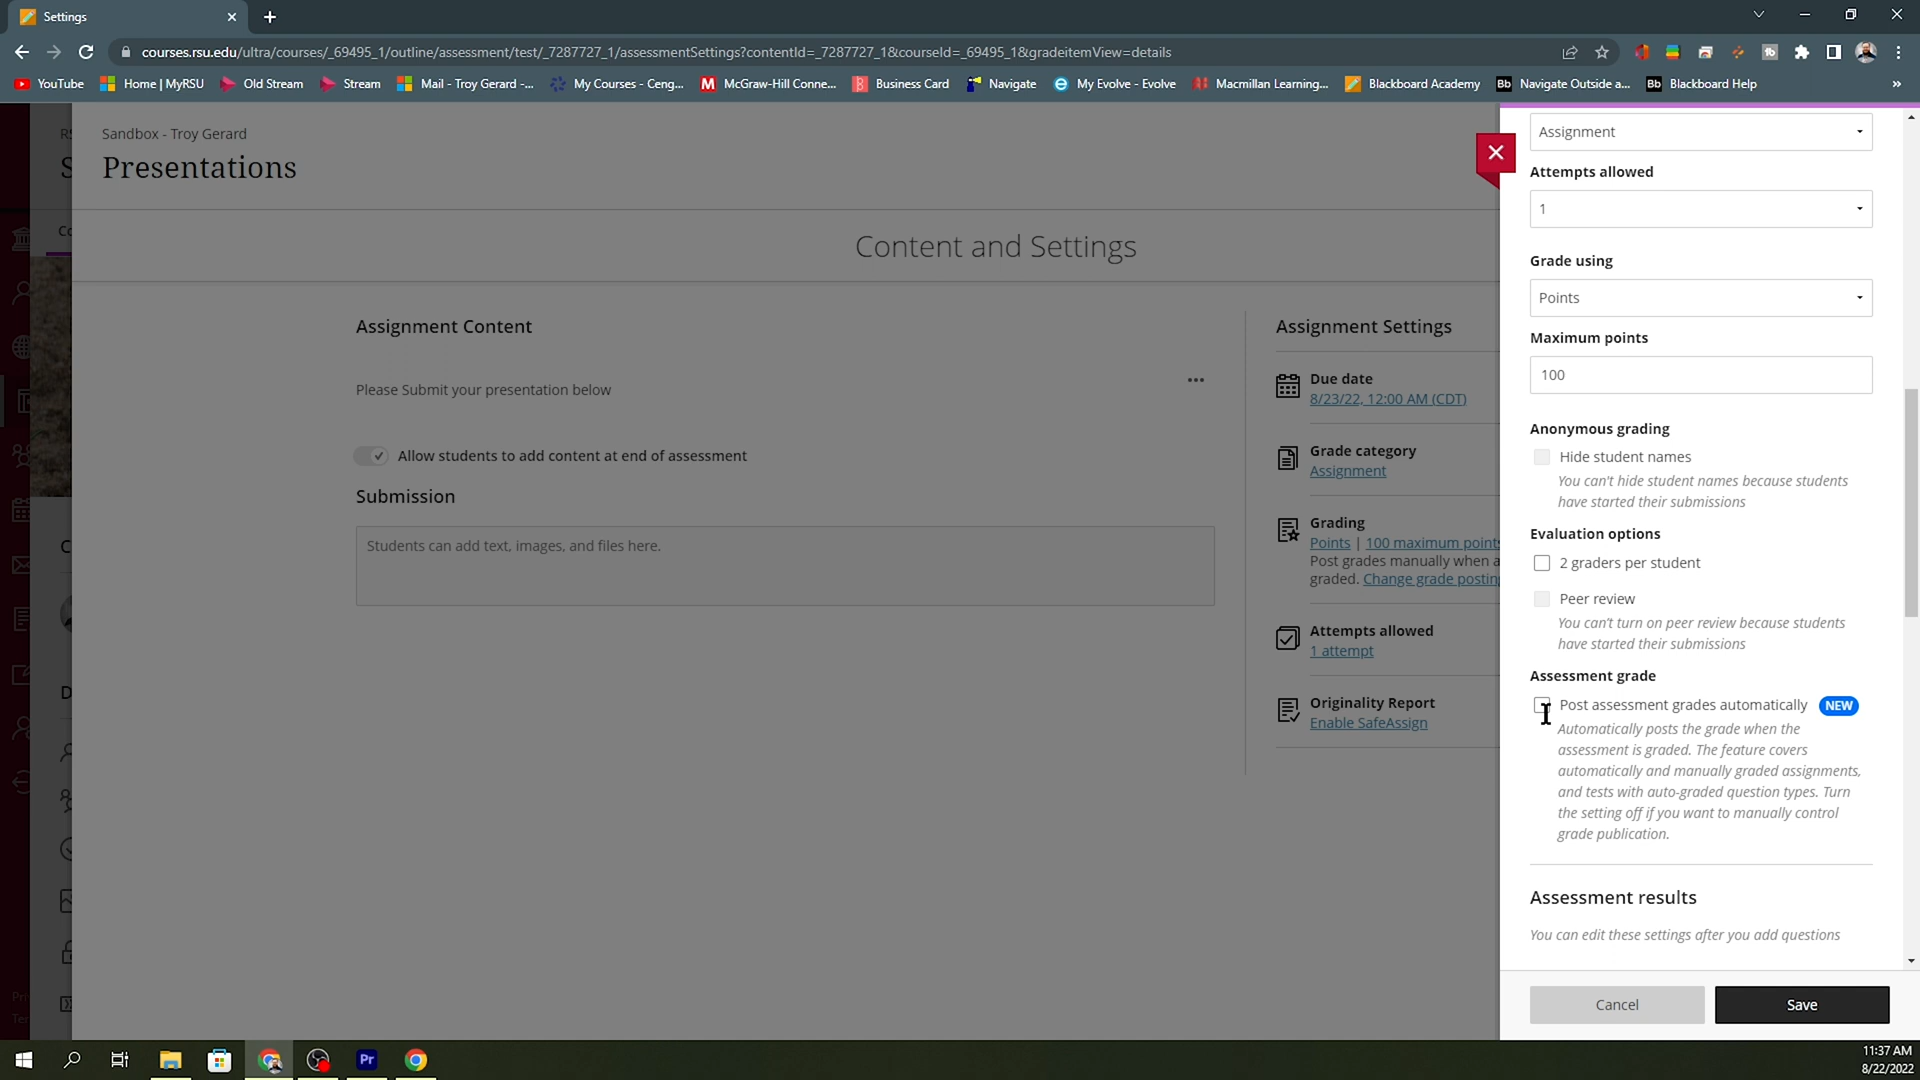 Settings
courses.rsu.edu/ultra/courses/_69495_1/outline/assessment/test/_7287727_1/assessmentSettings?contentId=_7287727_1&courseId=_69495_1&gradeitemView=details
YouTube
Home | MyRSU
Old Stream
Stream
Mail - Troy Gerard -...
My Courses - Ceng...
McGraw-Hill Conne...
Business Card
Navigate
My Evolve - Evolve
Macmillan Learning...
Blackboard Academy
Bb Navigate Outside a...
Bb Blackboard Help
Sandbox - Troy Gerard
Presentations
Content and Settings
Assignment Content
Please Submit your presentation below
Allow students to add content at end of assessment
Submission
Students can add text, images, and files here.
Assignment Settings
Due date
8/23/22, 12:00 AM (CDT)
Grade category
Assignment
Grading
Points | 100 maximum points
Post grades manually when a
graded. Change grade posting
Attempts allowed
1 attempt
Originality Report
Enable SafeAssign
Assignment
Attempts allowed
1
Grade using
Points
Maximum points
100
Anonymous grading
Hide student names
You can't hide student names because students
have started their submissions
Evaluation options
2 graders per student
Peer review
You can't turn on peer review because students
have started their submissions
Assessment grade
Post assessment grades automatically NEW
Automatically posts the grade when the
assessment is graded. The feature covers
automatically and manually graded assignments,
and tests with auto-graded question types. Turn
the setting off if you want to manually control
grade publication.
Assessment results
You can edit these settings after you add questions
Cancel
Save
Pr
11:37 AM
8/22/2022